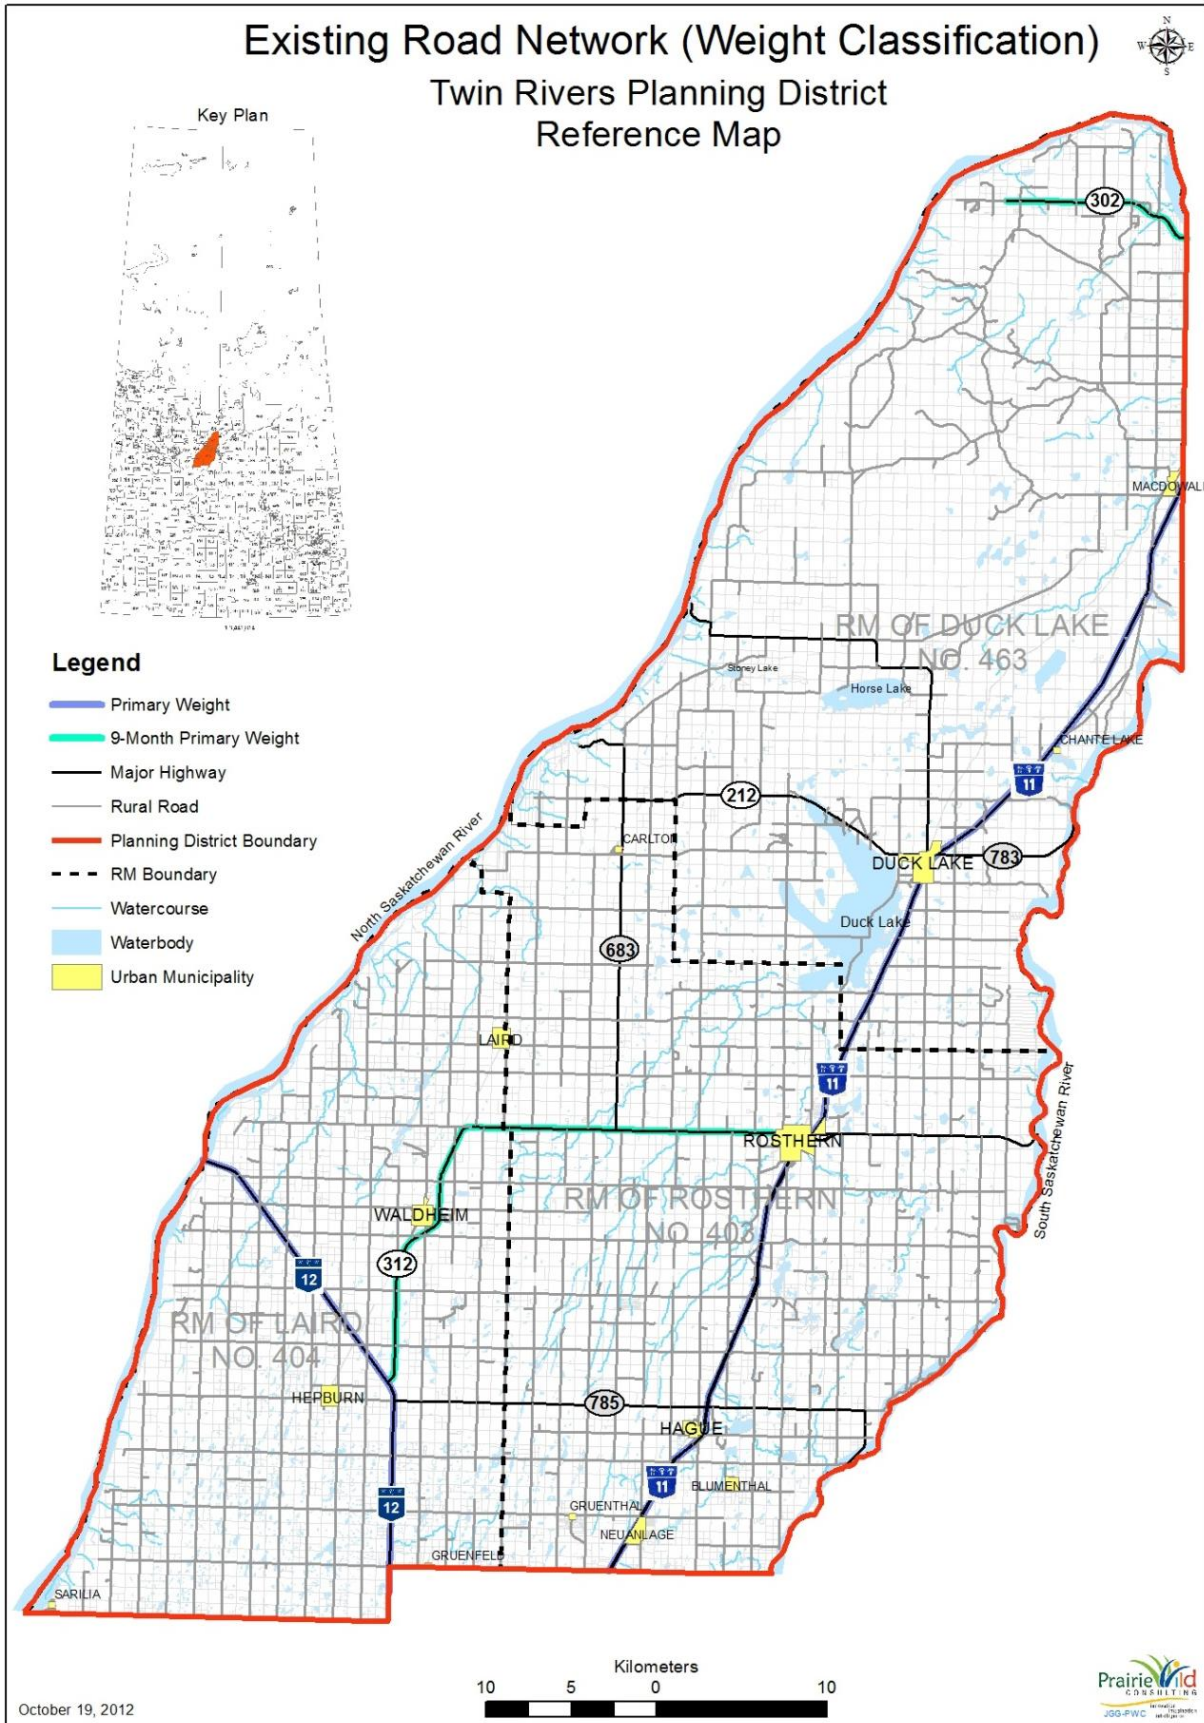 Existing Road Network (Weight Classification)
Twin Rivers Planning District
Reference Map
N
W
E
S
Key Plan
302
MACDOWALL
RM OF DUCK LAKE
NO. 463
Stoney Lake
Horse Lake
CHANTE LAKE
11
212
CARLTON
DUCK LAKE
783
Duck Lake
683
North Saskatchewan River
LAIRD
11
South Saskatchewan River
ROSTHERN
RM OF ROSTHERN
NO. 403
WALDHEIM
312
12
RM OF LAIRD
NO. 404
HEPBURN
785
HAGUE
11
BLUMENTHAL
12
GRUENTHAL
NEUANLAGE
GRUENFELD
SARILIA
Legend
Primary Weight
9-Month Primary Weight
Major Highway
Rural Road
Planning District Boundary
RM Boundary
Watercourse
Waterbody
Urban Municipality
Kilometers
10 5 0 10
October 19, 2012
PrairieWild
CONSULTING
JGG-PWC